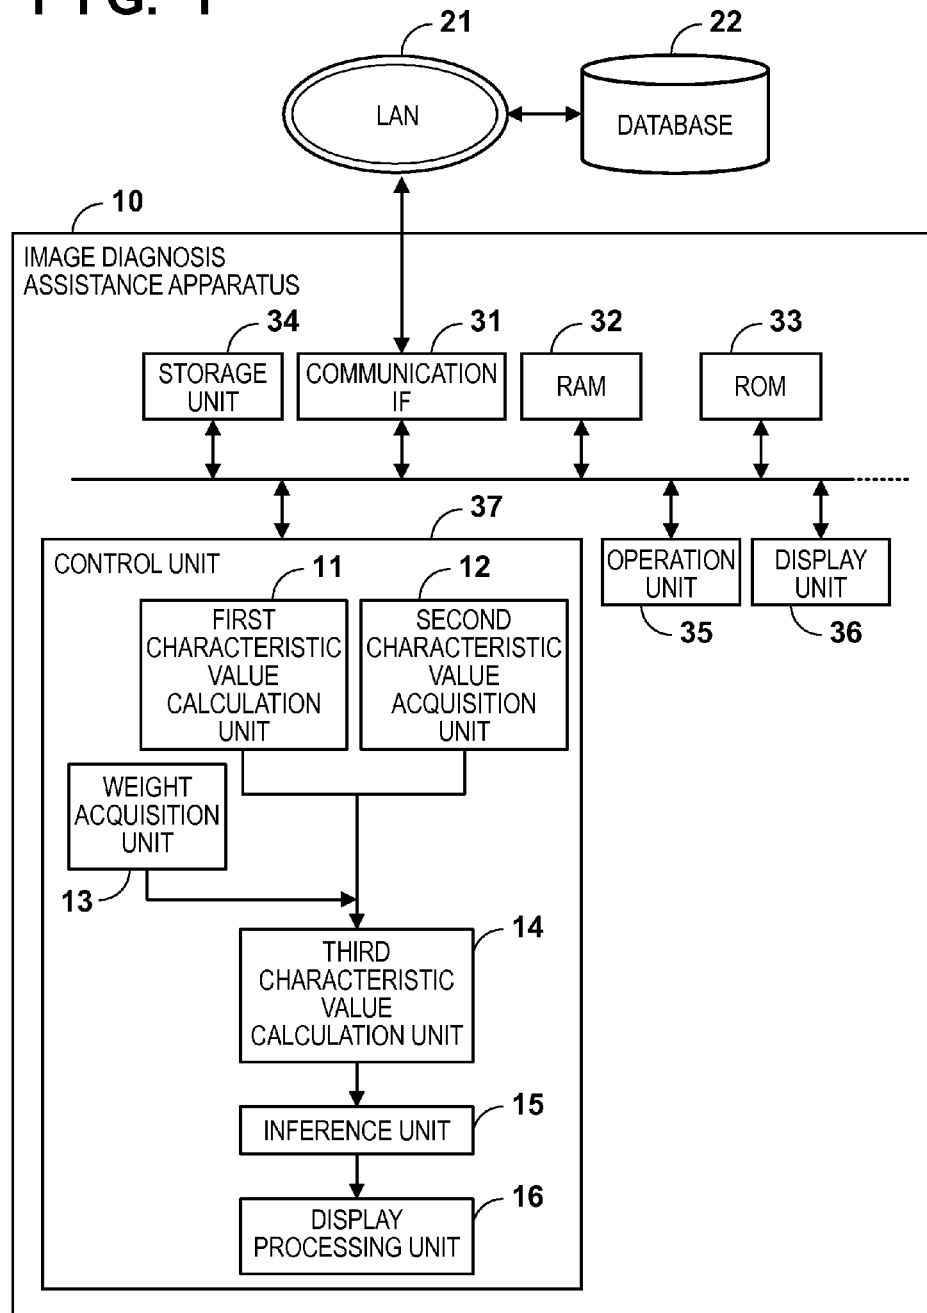 FIG. 1
21
22
LAN
DATABASE
10
IMAGE DIAGNOSIS
ASSISTANCE APPARATUS
34
31
32
33
STORAGE
UNIT
COMMUNICATION
IF
RAM
ROM
37
CONTROL UNIT
11
12
OPERATION
UNIT
DISPLAY
UNIT
35
36
FIRST
CHARACTERISTIC
VALUE
CALCULATION
UNIT
SECOND
CHARACTERISTIC
VALUE
ACQUISITION
UNIT
WEIGHT
ACQUISITION
UNIT
13
14
THIRD
CHARACTERISTIC
VALUE
CALCULATION UNIT
15
INFERENCE UNIT
16
DISPLAY
PROCESSING UNIT